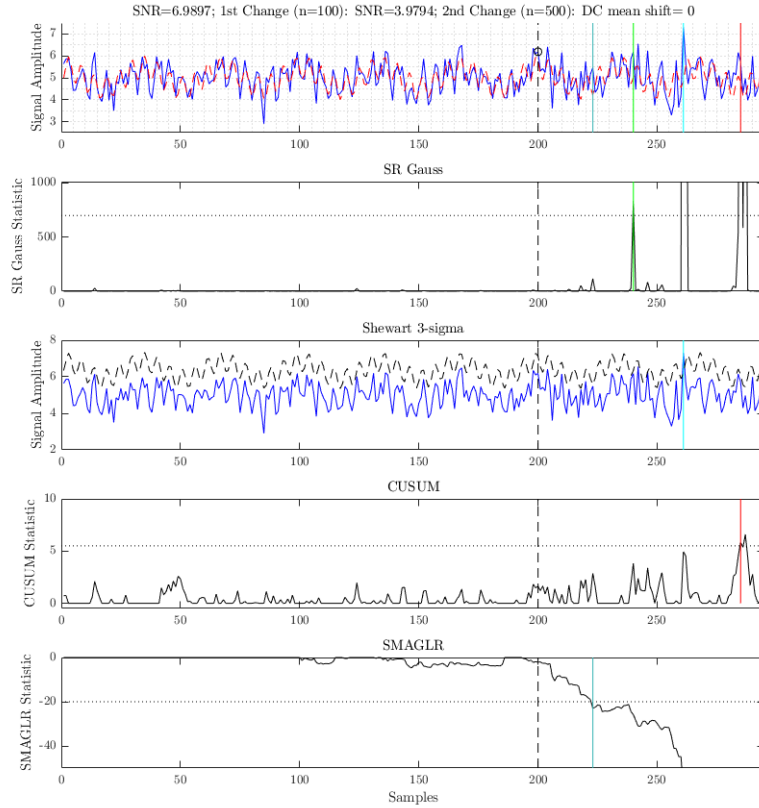 SNR=6.9897; 1st Change (n=100): SNR=3.9794; 2nd Change (n=500): DC mean shift= 0
Signal Amplitude
7
6
5
4
3
0 50 100 150 200 250
SR Gauss
SR Gauss Statistic
1000
500
0
0 50 100 150 200 250
Shewart 3-sigma
Signal Amplitude
8
6
4
2
0 50 100 150 200 250
CUSUM
CUSUM Statistic
10
5
0
0 50 100 150 200 250
SMAGLR
SMAGLR Statistic
0
-20
-40
0 50 100 150 200 250
Samples